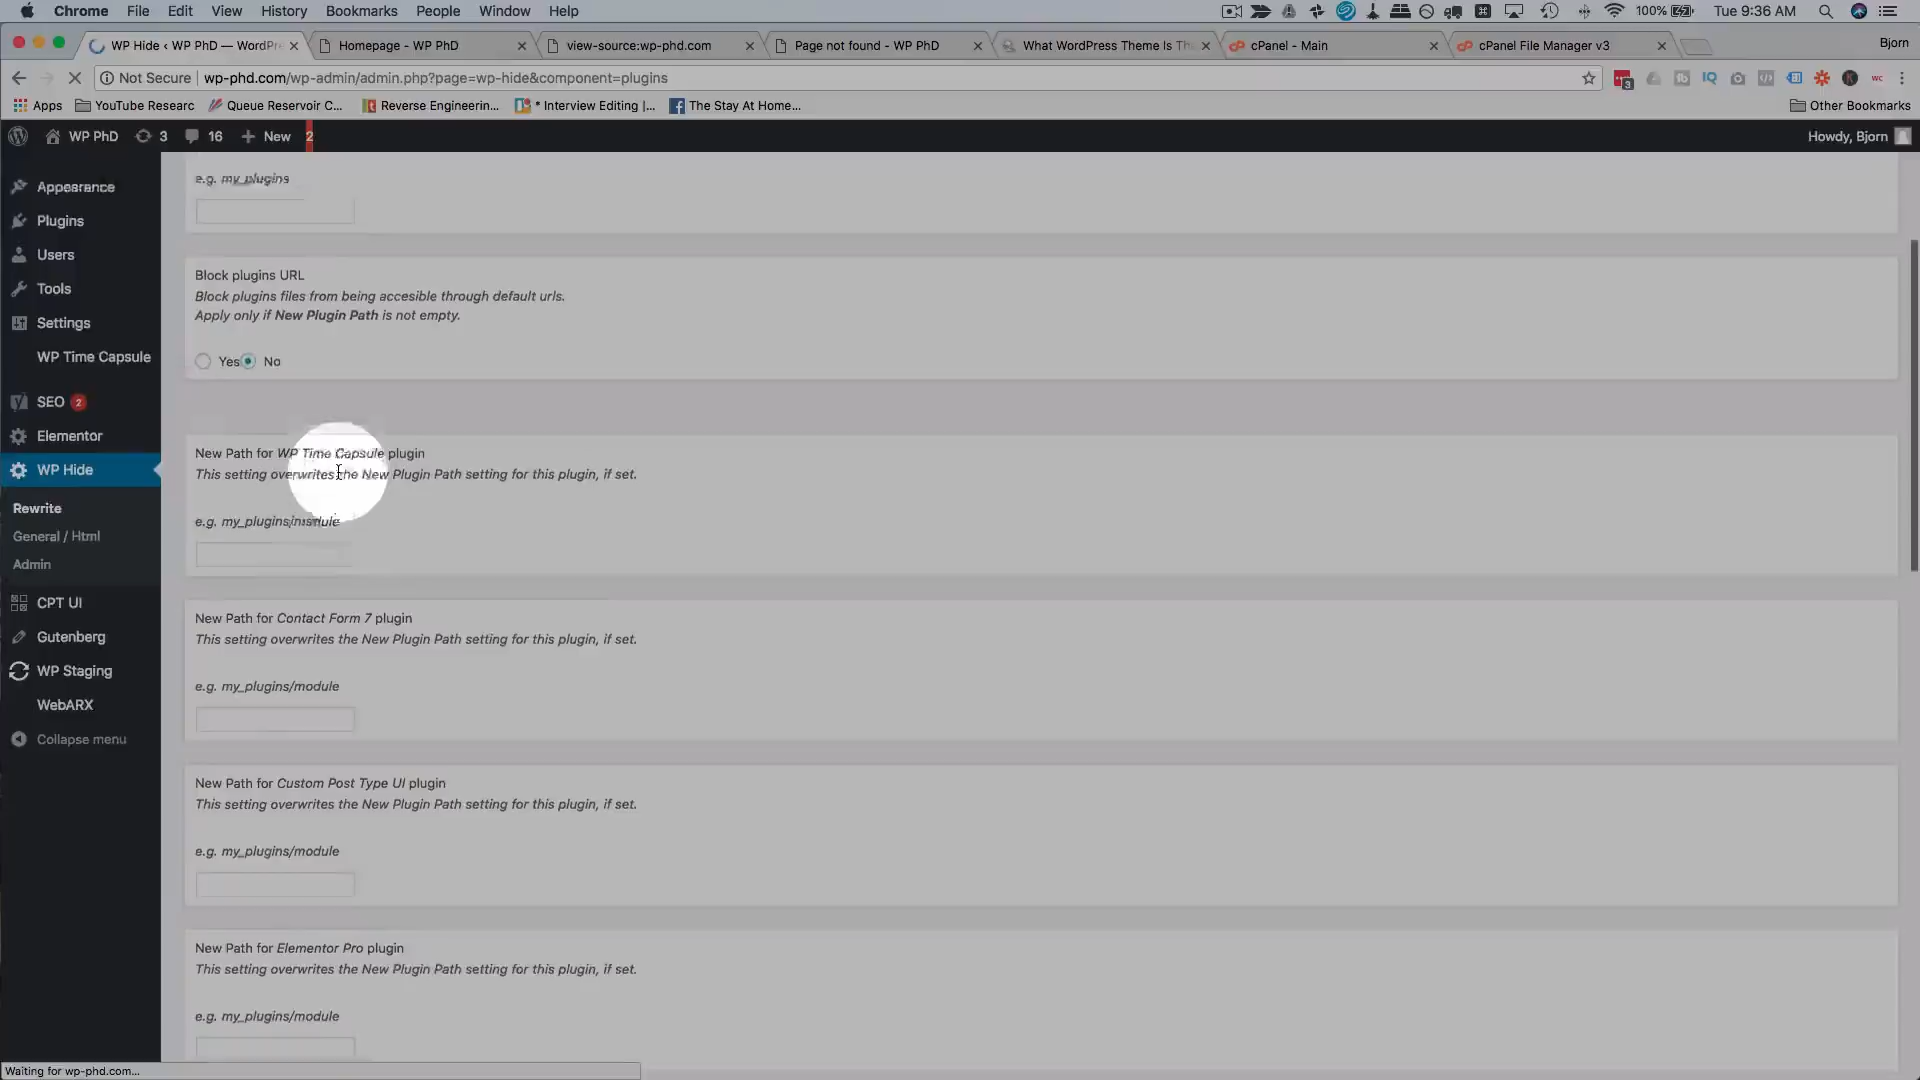 Chrome File Edit View History Bookmarks People Window Help 100% Tue 9:36 AM
WP Hide ‹ WP PhD — WordPr Homepage - WP PhD view-source:wp-phd.com Page not found - WP PhD What WordPress Theme Is Th cPanel - Main cPanel File Manager v3 Bjorn
Not Secure wp-phd.com/wp-admin/admin.php?page=wp-hide&component=plugins
Apps YouTube Researc Queue Reservoir C... Reverse Engineerin... * Interview Editing |... The Stay At Home... Other Bookmarks
WP PhD 3 16 New 2 Howdy, Bjorn
Appearance
Plugins
Users
Tools
Settings
WP Time Capsule
SEO 2
Elementor
WP Hide
Rewrite
General / Html
Admin
CPT UI
Gutenberg
WP Staging
WebARX
Collapse menu
e.g. my_plugins
Block plugins URL
Block plugins files from being accesible through default urls.
Apply only if New Plugin Path is not empty.
Yes No
New Path for WP Time Capsule plugin
This setting overwrites the New Plugin Path setting for this plugin, if set.
e.g. my_plugins/module
New Path for Contact Form 7 plugin
This setting overwrites the New Plugin Path setting for this plugin, if set.
e.g. my_plugins/module
New Path for Custom Post Type UI plugin
This setting overwrites the New Plugin Path setting for this plugin, if set.
e.g. my_plugins/module
New Path for Elementor Pro plugin
This setting overwrites the New Plugin Path setting for this plugin, if set.
e.g. my_plugins/module
Waiting for wp-phd.com...